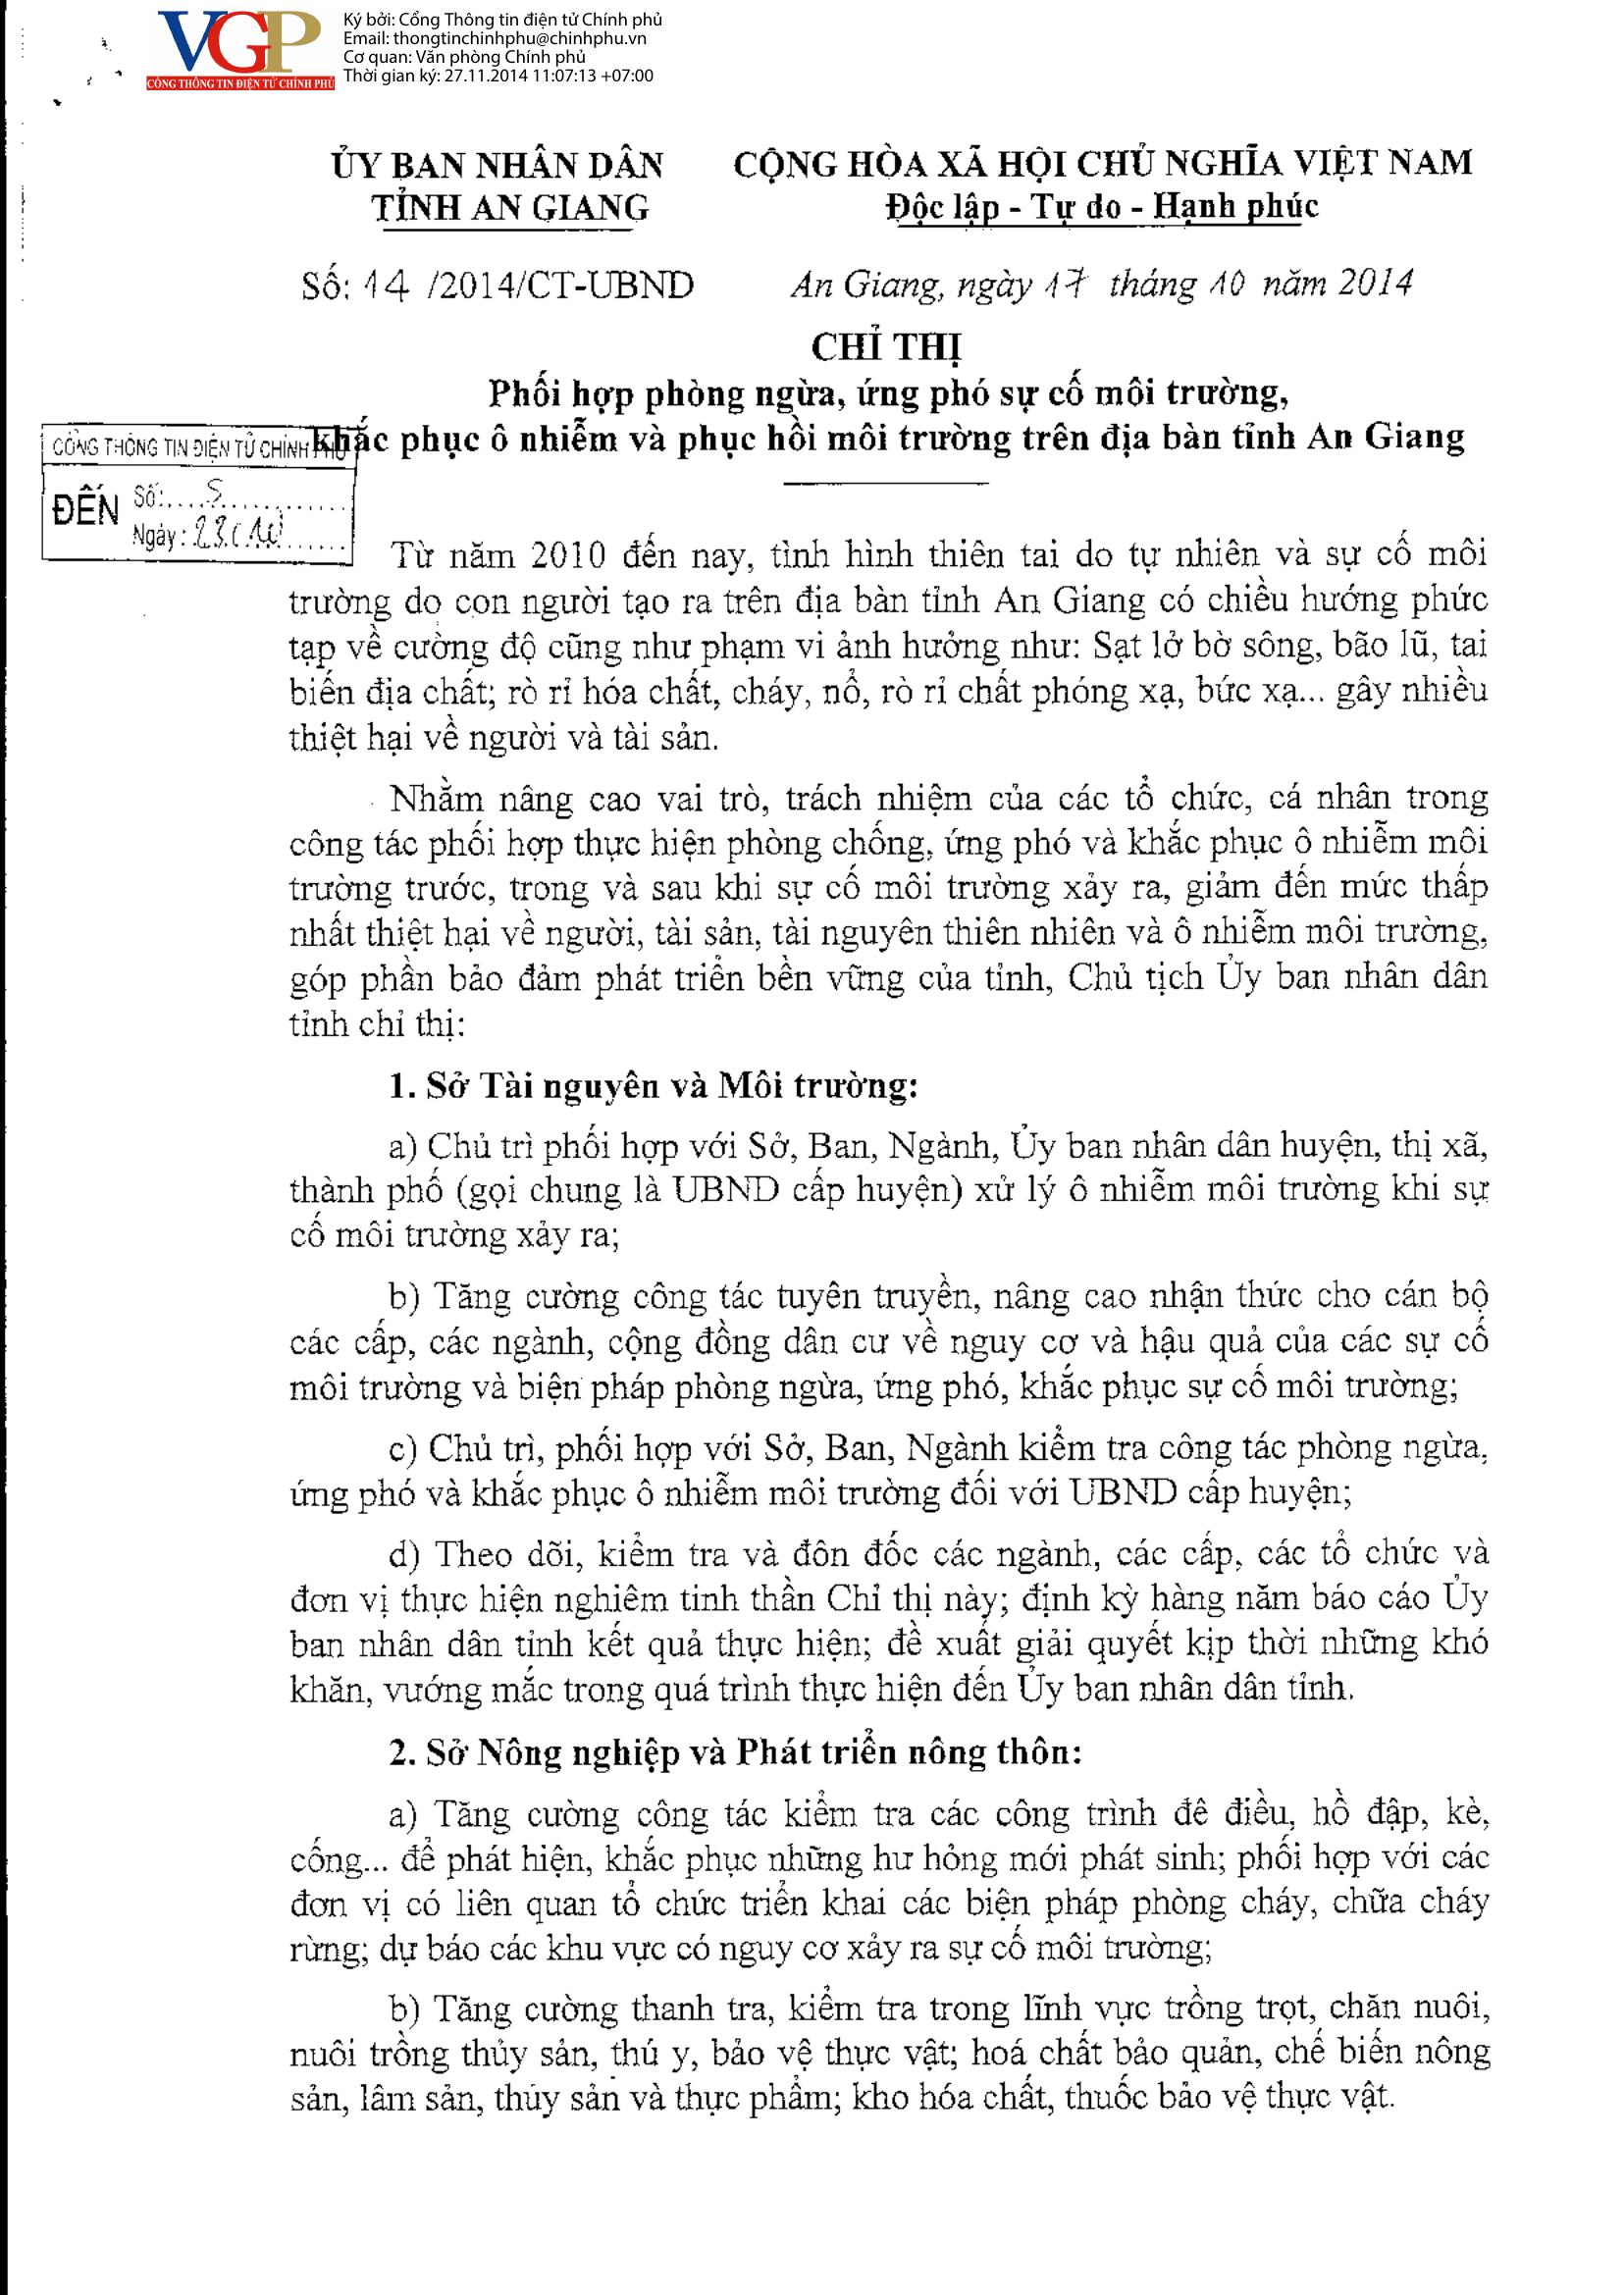 VGP
CỔNG THÔNG TIN ĐIỆN TỬ CHÍNH PHỦ
Ký bởi: Cổng Thông tin điện tử Chính phủ
Email: thongtinchinhphu@chinhphu.vn
Cơ quan: Văn phòng Chính phủ
Thời gian ký: 27.11.2014 11:07:13 +07:00
ỦY BAN NHÂN DÂN
TỈNH AN GIANG
CỘNG HÒA XÃ HỘI CHỦ NGHĨA VIỆT NAM
Độc lập - Tự do - Hạnh phúc
Số: 14 /2014/CT-UBND
An Giang, ngày 17 tháng 10 năm 2014
CHỈ THỊ
Phối hợp phòng ngừa, ứng phó sự cố môi trường,
khắc phục ô nhiễm và phục hồi môi trường trên địa bàn tỉnh An Giang
CỔNG THÔNG TIN ĐIỆN TỬ CHÍNH PHỦ
ĐẾN
Số:....S............
Ngày: 23/10......
Từ năm 2010 đến nay, tình hình thiên tai do tự nhiên và sự cố môi
trường do con người tạo ra trên địa bàn tỉnh An Giang có chiều hướng phức
tạp về cường độ cũng như phạm vi ảnh hưởng như: Sạt lở bờ sông, bão lũ, tai
biến địa chất; rò rỉ hóa chất, cháy, nổ, rò rỉ chất phóng xạ, bức xạ... gây nhiều
thiệt hại về người và tài sản.
Nhằm nâng cao vai trò, trách nhiệm của các tổ chức, cá nhân trong
công tác phối hợp thực hiện phòng chống, ứng phó và khắc phục ô nhiễm môi
trường trước, trong và sau khi sự cố môi trường xảy ra, giảm đến mức thấp
nhất thiệt hại về người, tài sản, tài nguyên thiên nhiên và ô nhiễm môi trường,
góp phần bảo đảm phát triển bền vững của tỉnh, Chủ tịch Ủy ban nhân dân
tỉnh chỉ thị:
1. Sở Tài nguyên và Môi trường:
a) Chủ trì phối hợp với Sở, Ban, Ngành, Ủy ban nhân dân huyện, thị xã,
thành phố (gọi chung là UBND cấp huyện) xử lý ô nhiễm môi trường khi sự
cố môi trường xảy ra;
b) Tăng cường công tác tuyên truyền, nâng cao nhận thức cho cán bộ
các cấp, các ngành, cộng đồng dân cư về nguy cơ và hậu quả của các sự cố
môi trường và biện pháp phòng ngừa, ứng phó, khắc phục sự cố môi trường;
c) Chủ trì, phối hợp với Sở, Ban, Ngành kiểm tra công tác phòng ngừa,
ứng phó và khắc phục ô nhiễm môi trường đối với UBND cấp huyện;
d) Theo dõi, kiểm tra và đôn đốc các ngành, các cấp, các tổ chức và
đơn vị thực hiện nghiêm tinh thần Chỉ thị này; định kỳ hàng năm báo cáo Ủy
ban nhân dân tỉnh kết quả thực hiện; đề xuất giải quyết kịp thời những khó
khăn, vướng mắc trong quá trình thực hiện đến Ủy ban nhân dân tỉnh.
2. Sở Nông nghiệp và Phát triển nông thôn:
a) Tăng cường công tác kiểm tra các công trình đê điều, hồ đập, kè,
cống... để phát hiện, khắc phục những hư hỏng mới phát sinh; phối hợp với các
đơn vị có liên quan tổ chức triển khai các biện pháp phòng cháy, chữa cháy
rừng; dự báo các khu vực có nguy cơ xảy ra sự cố môi trường;
b) Tăng cường thanh tra, kiểm tra trong lĩnh vực trồng trọt, chăn nuôi,
nuôi trồng thủy sản, thú y, bảo vệ thực vật; hoá chất bảo quản, chế biến nông
sản, lâm sản, thủy sản và thực phẩm; kho hóa chất, thuốc bảo vệ thực vật.